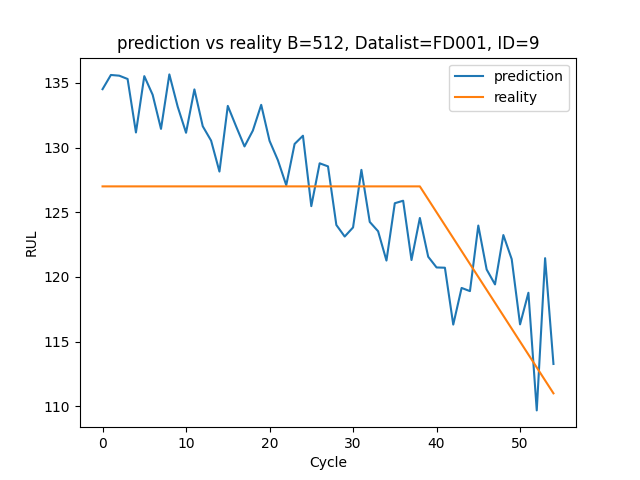 prediction vs reality B=512, Datalist=FD001, ID=9
prediction
reality
RUL
135
130
125
120
115
110
0
10
20
30
40
50
Cycle